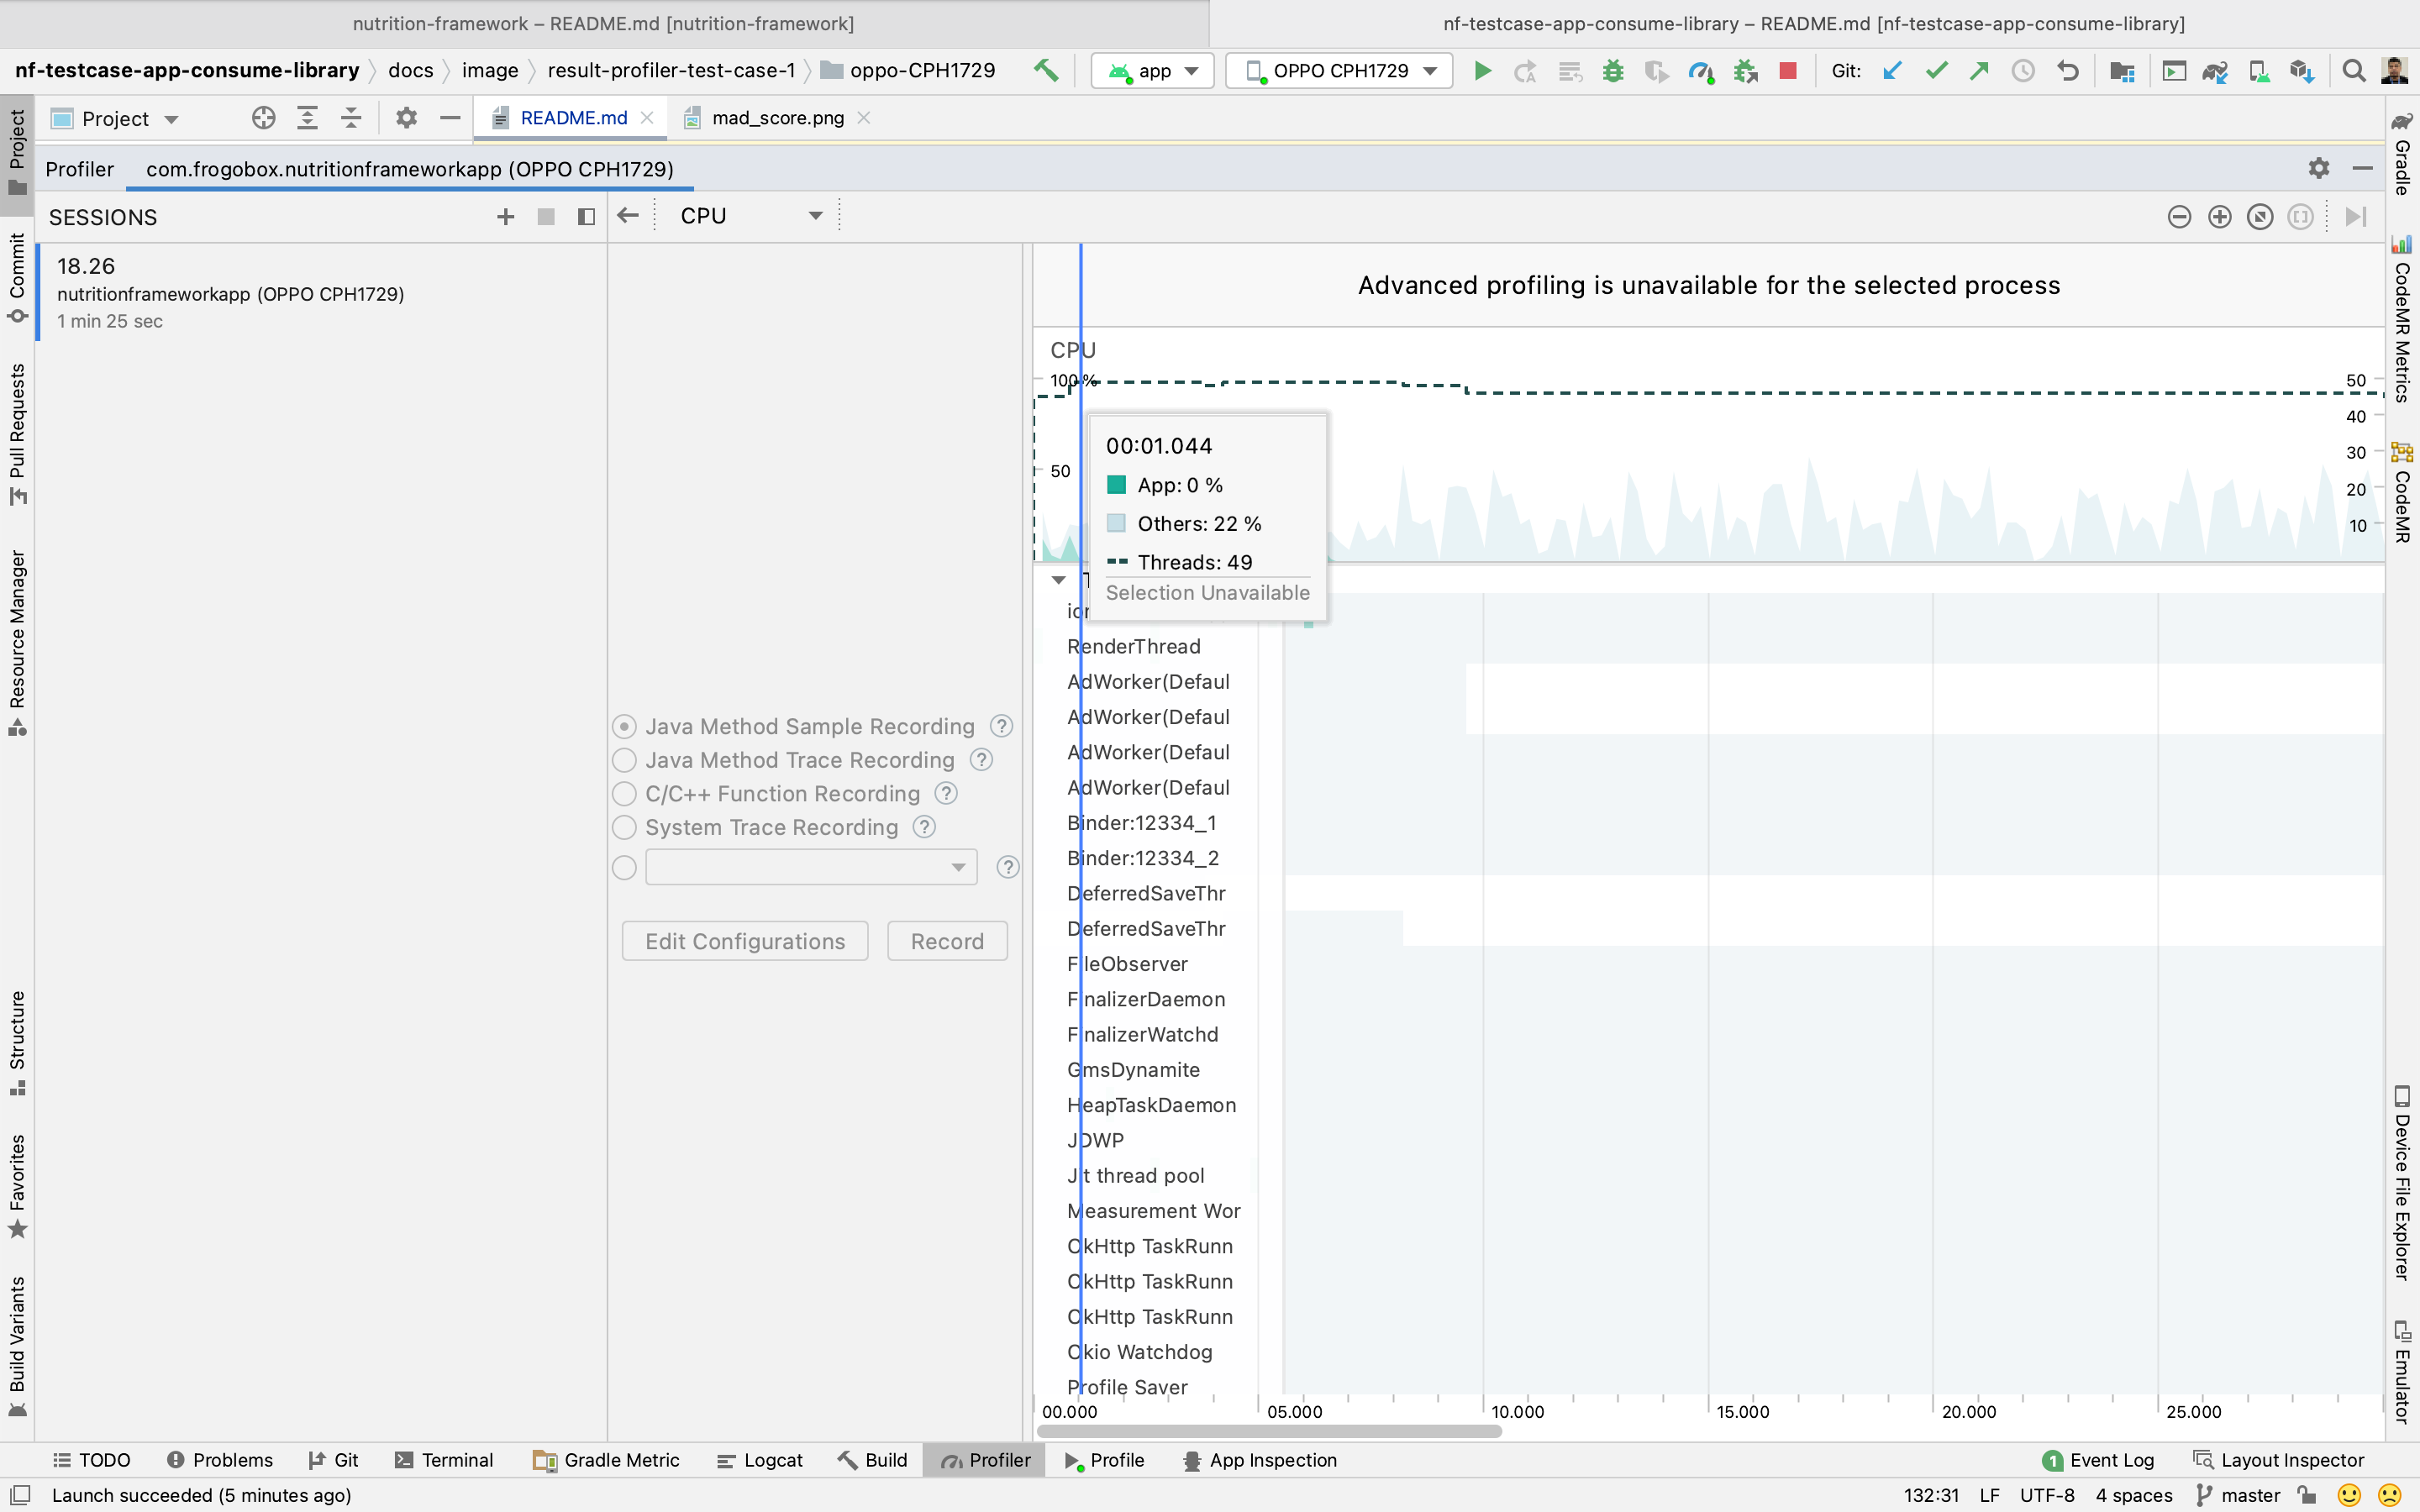 nutrition-framework – README.md [nutrition-framework]
nf-testcase-app-consume-library – README.md [nf-testcase-app-consume-library]
nf-testcase-app-consume-library docs image result-profiler-test-case-1 oppo-CPH1729
app
OPPO CPH1729
Git:
Project
README.md
mad_score.png
Profiler
com.frogobox.nutritionframeworkapp (OPPO CPH1729)
SESSIONS
CPU
18.26
nutritionframeworkapp (OPPO CPH1729)
1 min 25 sec
Java Method Sample Recording
Java Method Trace Recording
C/C++ Function Recording
System Trace Recording
Edit Configurations
Record
Advanced profiling is unavailable for the selected process
CPU
100%
50
50
40
30
20
10
00:01.044
App: 0 %
Others: 22 %
Threads: 49
Selection Unavailable
RenderThread
AdWorker(Defaul
AdWorker(Defaul
AdWorker(Defaul
AdWorker(Defaul
Binder:12334_1
Binder:12334_2
DeferredSaveThr
DeferredSaveThr
FileObserver
FinalizerDaemon
FinalizerWatchd
GmsDynamite
HeapTaskDaemon
JDWP
Jit thread pool
Measurement Wor
OkHttp TaskRunn
OkHttp TaskRunn
OkHttp TaskRunn
Okio Watchdog
Profile Saver
00.000
05.000
10.000
15.000
20.000
25.000
Project
Commit
Pull Requests
Resource Manager
Structure
Favorites
Build Variants
Gradle
CodeMR Metrics
CodeMR
Device File Explorer
Emulator
TODO
Problems
Git
Terminal
Gradle Metric
Logcat
Build
Profiler
Profile
App Inspection
1 Event Log
Layout Inspector
Launch succeeded (5 minutes ago)
132:31
LF
UTF-8
4 spaces
master